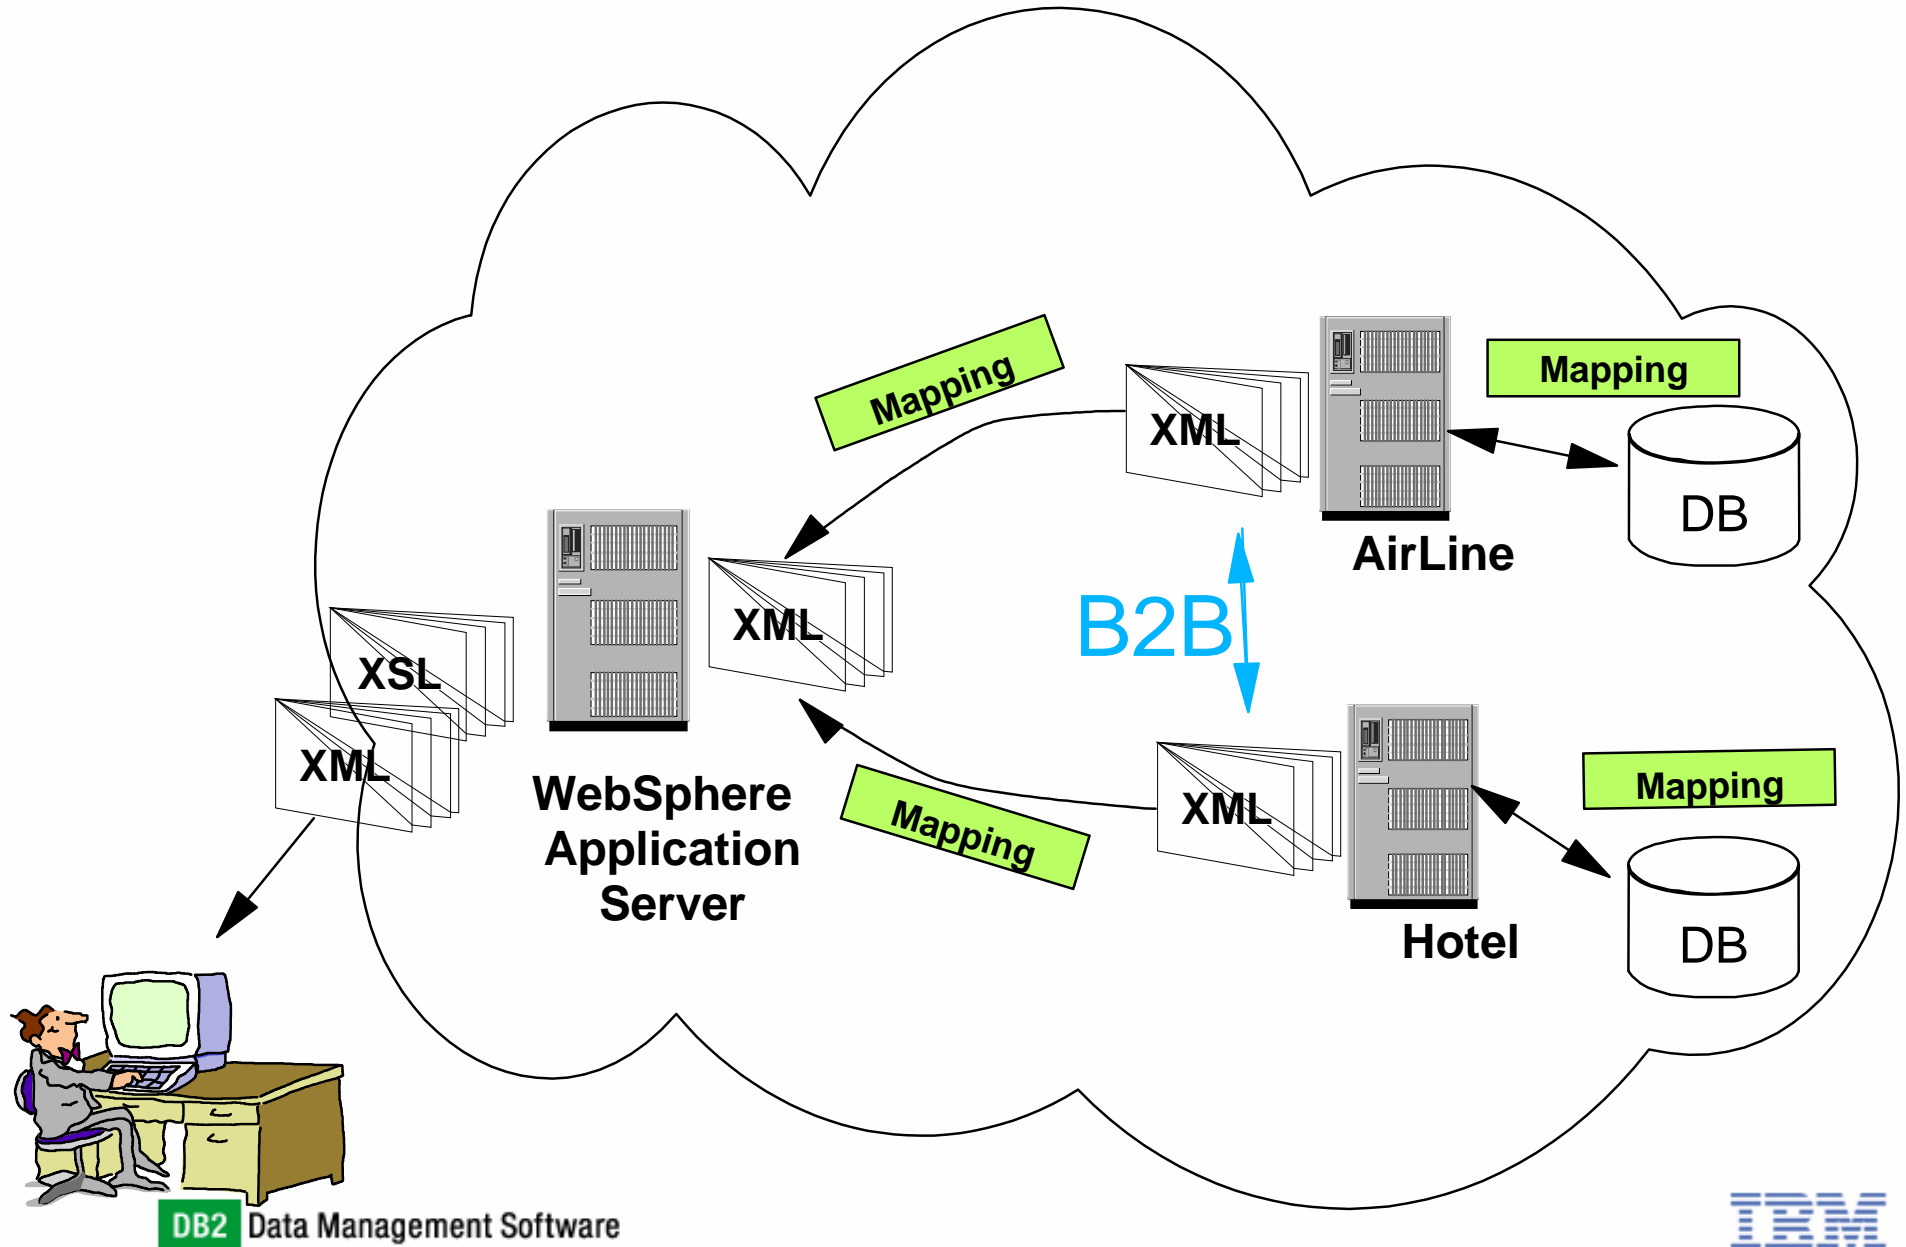 Mapping
Mapping
XML
DB
AirLine
XML
B2B
XSL
XML
Mapping
XML
Mapping
WebSphere
Application
Server
Hotel
DB
DB2 Data Management Software
IBM